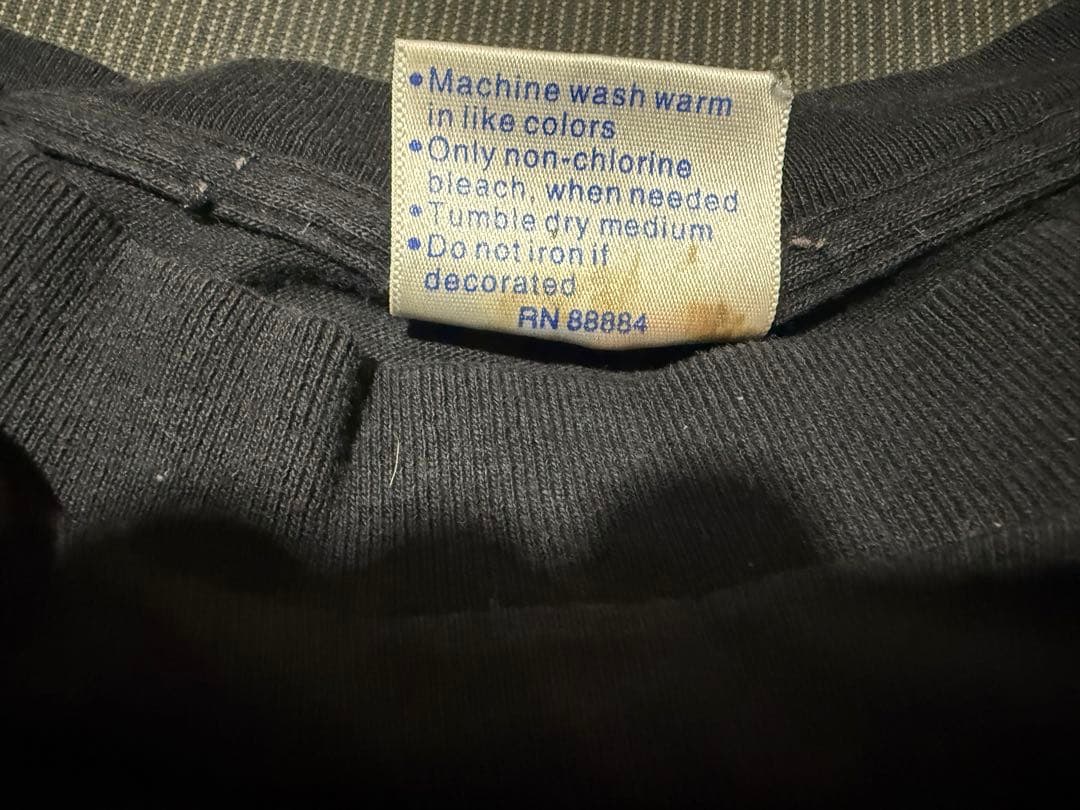 • Machine wash warm
in like colors
• Only non-chlorine
bleach, when needed
• Tumble dry medium
• Do not iron if
decorated
RN 88884